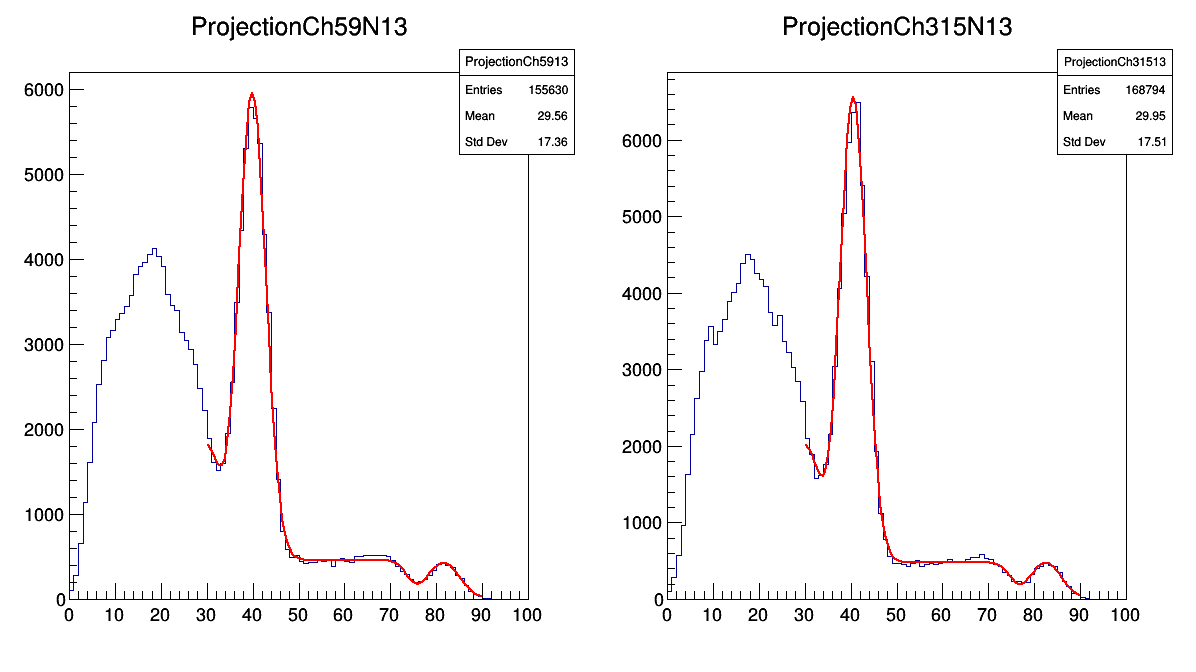 ProjectionCh59N13
ProjectionCh5913
Entries 155630
Mean 29.56
Std Dev 17.36
6000
5000
4000
3000
2000
1000
0
0 10 20 30 40 50 60 70 80 90 100
ProjectionCh315N13
ProjectionCh31513
Entries 168794
Mean 29.95
Std Dev 17.51
6000
5000
4000
3000
2000
1000
0
0 10 20 30 40 50 60 70 80 90 100